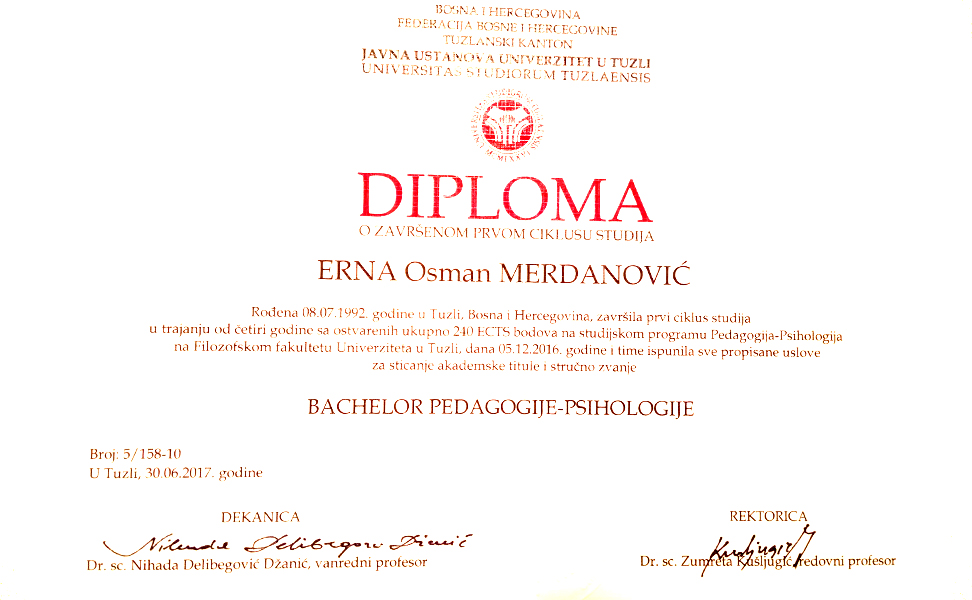 BOSNA I HERCEGOVINA
FEDERACIJA BOSNE I HERCEGOVINE
TUZLANSKI KANTON
JAVNA USTANOVA UNIVERZITET U TUZLI
UNIVERSITAS STUDIORUM TUZLAENSIS
DIPLOMA
O ZAVRŠENOM PRVOM CIKLUSU STUDIJA
ERNA Osman MERDANOVIĆ
Rođena 08.07.1992. godine u Tuzli, Bosna i Hercegovina, završila prvi ciklus studija
u trajanju od četiri godine sa ostvarenih ukupno 240 ECTS bodova na studijskom programu Pedagogija-Psihologija
na Filozofskom fakultetu Univerziteta u Tuzli, dana 05.12.2016. godine i time ispunila sve propisane uslove
za sticanje akademske titule i stručno zvanje
BACHELOR PEDAGOGIJE-PSIHOLOGIJE
Broj: 5/158-10
U Tuzli, 30.06.2017. godine
DEKANICA
Dr. sc. Nihada Delibegović Džanić, vanredni profesor
REKTORICA
Dr. sc. Zumreta Kušljugić, redovni profesor